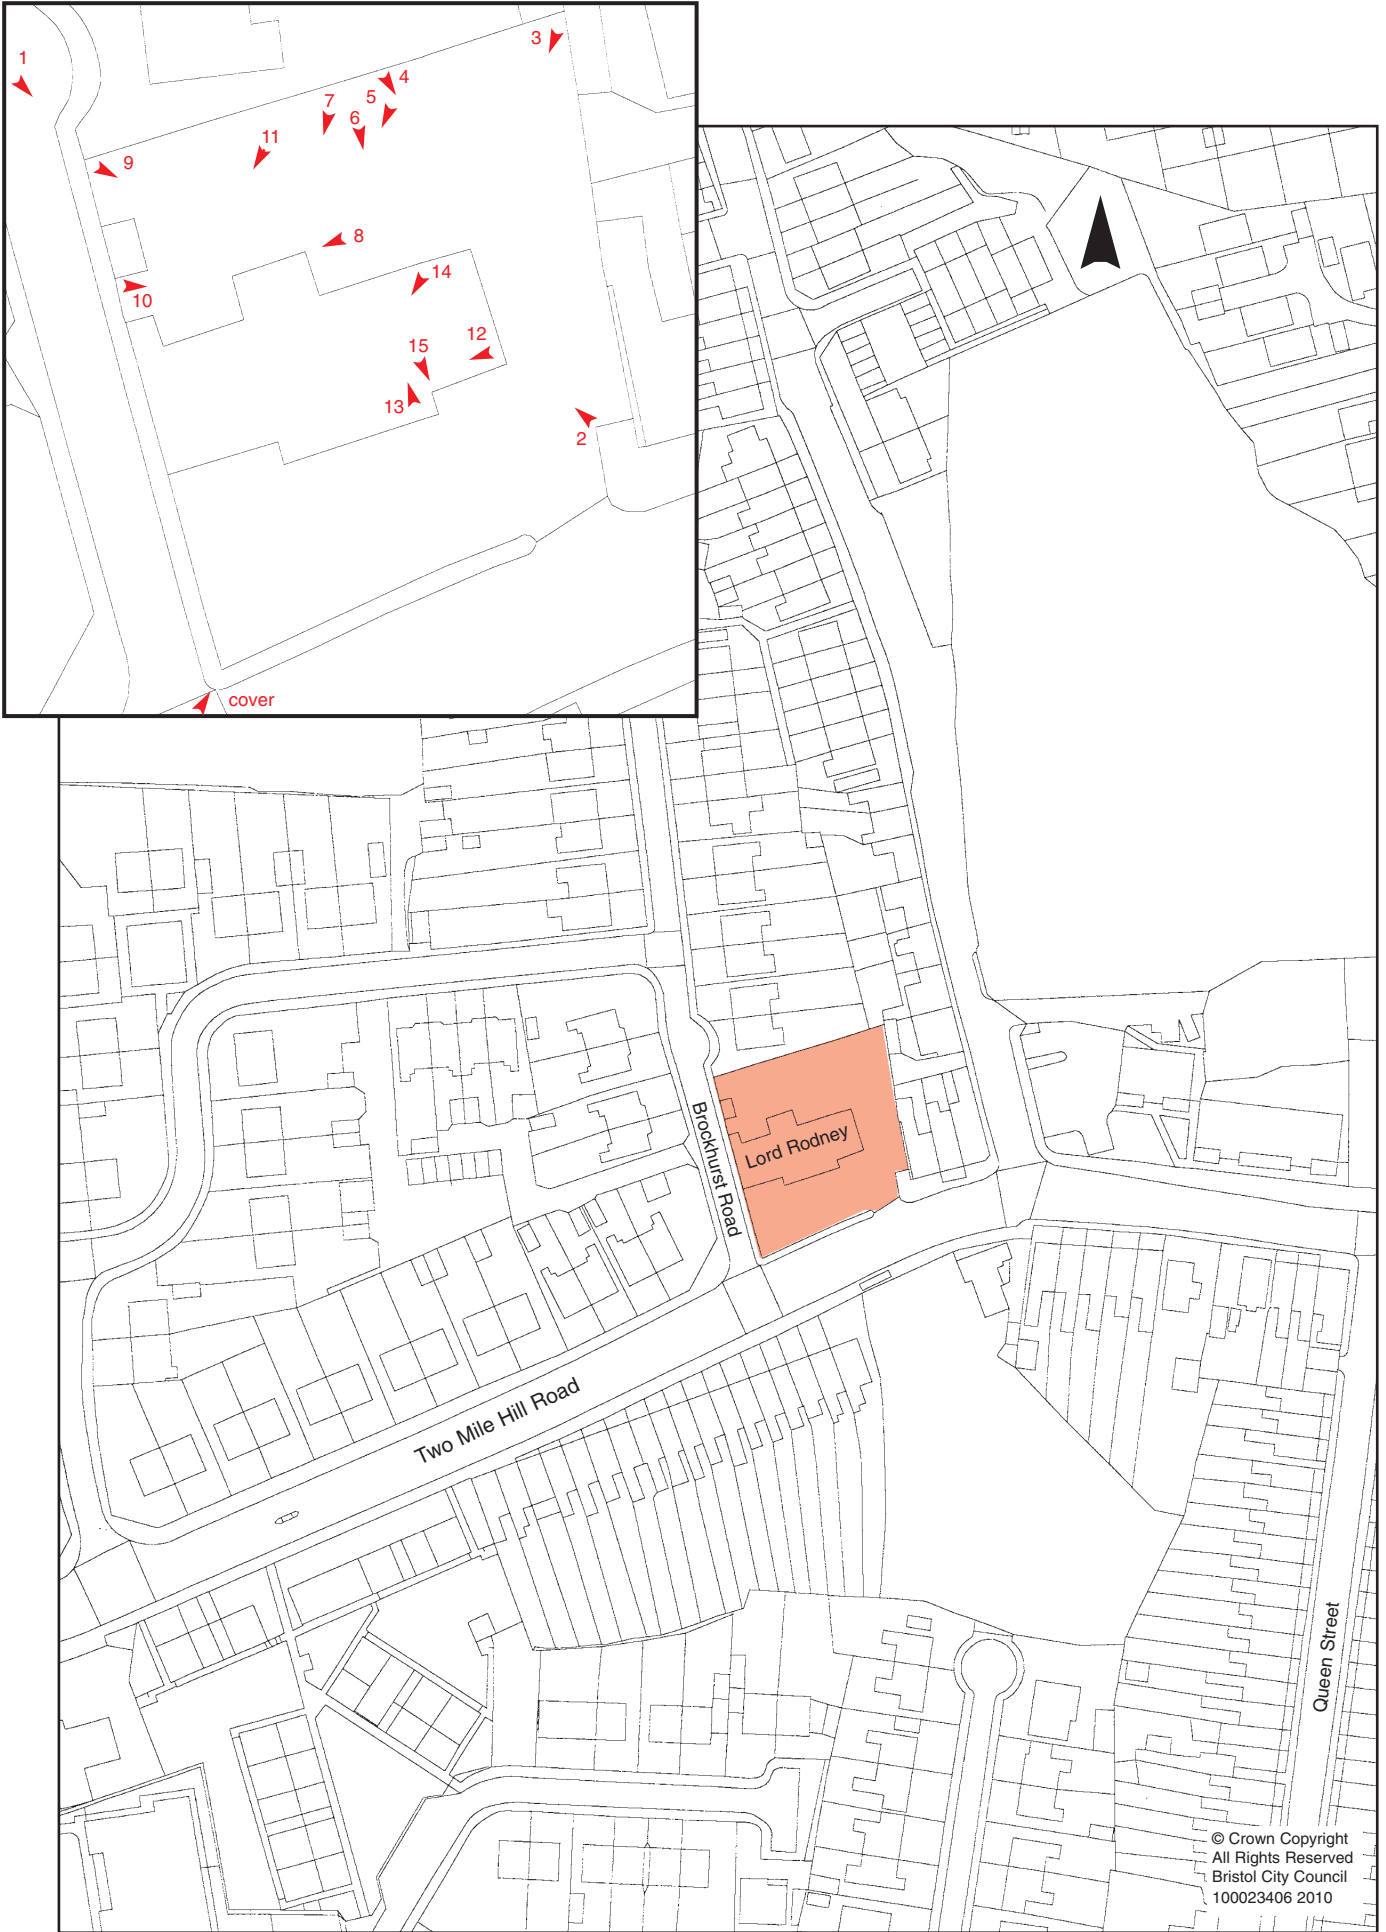 1
3
4
5
7
6
11
9
8
14
10
12
15
13
2
cover
Brockhurst Road
Lord Rodney
Two Mile Hill Road
Queen Street
© Crown Copyright
All Rights Reserved
Bristol City Council
100023406 2010